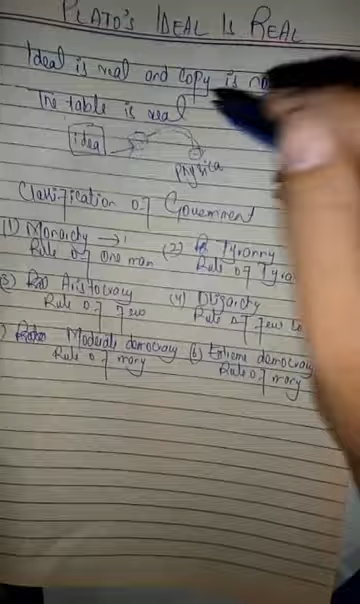 PLATO'S IDEAL IS REAL
Ideal is real and copy is
The table is real
idea
Physica
Classification of Government
(1) Monarchy → (2) Tyranny
Rule of one man Rule of
(3) Aristocracy (4) Oligarchy
Rule of few Rule of few
Moderate democracy (6) Extreme democracy
Rule of many Rule of many